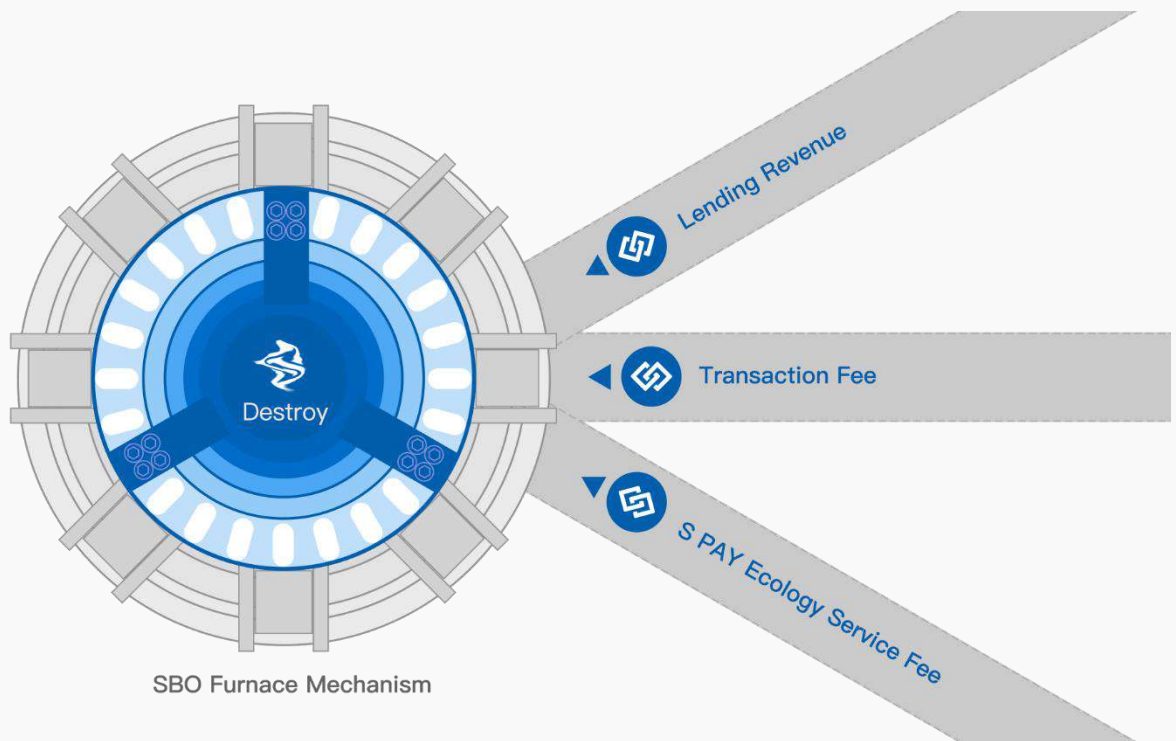 Lending Revenue
Transaction Fee
Destroy
S PAY Ecology Service Fee
SBO Furnace Mechanism